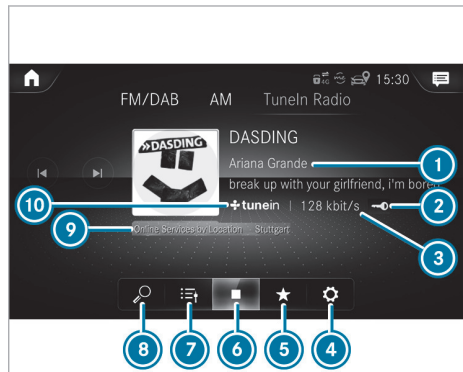 15:30
FM/DAB AM TuneIn Radio
»DASDING
DASDING
Ariana Grande
break up with your girlfriend, i'm bored
tunein | 128 kbit/s
Online Services by Location Stuttgart
1
2
3
10
9
8
7
6
5
4